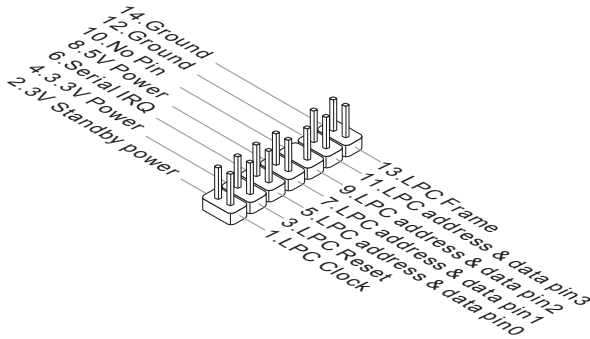 14.Ground
12.Ground
10.No Pin
8.5V Power
6.Serial IRQ
4.3.3V Power
2.3V Standby power
13.LPC Frame
11.LPC address & data pin3
9.LPC address & data pin2
7.LPC address & data pin1
5.LPC address & data pin0
3.LPC Reset
1.LPC Clock